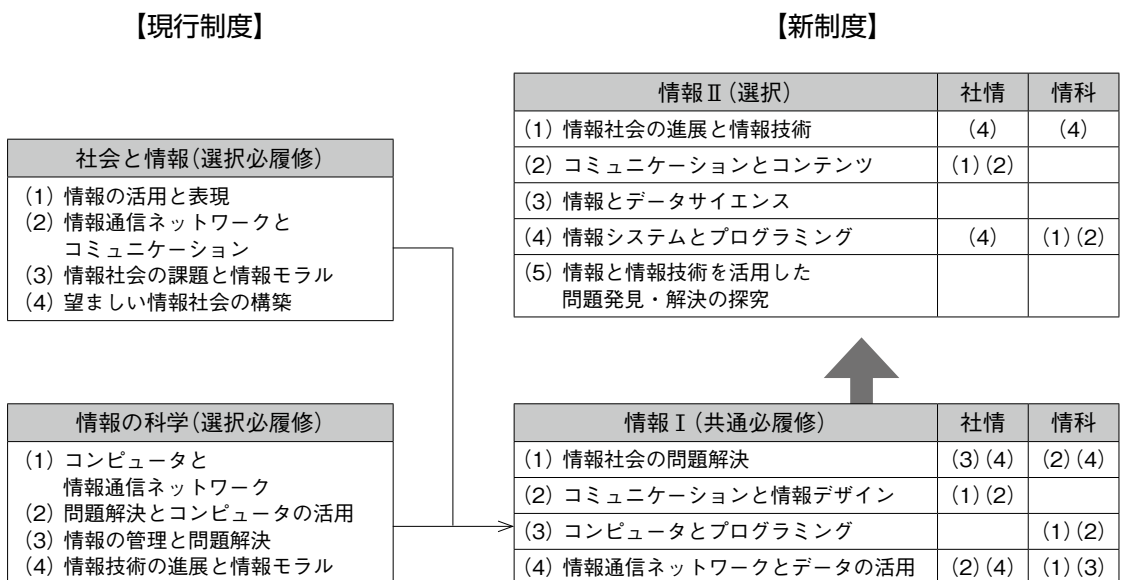 【現行制度】
【新制度】
社会と情報(選択必履修)
(1) 情報の活用と表現
(2) 情報通信ネットワークと
コミュニケーション
(3) 情報社会の課題と情報モラル
(4) 望ましい情報社会の構築
情報の科学(選択必履修)
(1) コンピュータと
情報通信ネットワーク
(2) 問題解決とコンピュータの活用
(3) 情報の管理と問題解決
(4) 情報技術の進展と情報モラル
情報Ⅱ(選択) 社情 情科
(1) 情報社会の進展と情報技術 (4) (4)
(2) コミュニケーションとコンテンツ (1)(2)
(3) 情報とデータサイエンス
(4) 情報システムとプログラミング (4) (1)(2)
(5) 情報と情報技術を活用した
問題発見・解決の探究
情報Ⅰ(共通必履修) 社情 情科
(1) 情報社会の問題解決 (3)(4) (2)(4)
(2) コミュニケーションと情報デザイン (1)(2)
(3) コンピュータとプログラミング (1)(2)
(4) 情報通信ネットワークとデータの活用 (2)(4) (1)(3)